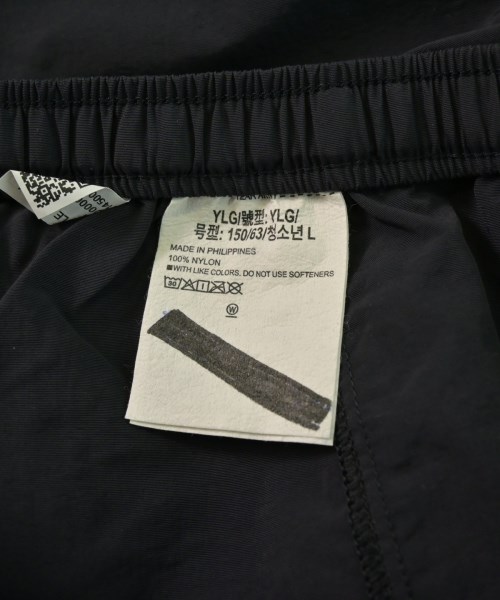 YLG/號型: YLG/
号型: 150/63/청소년 L
MADE IN PHILIPPINES
100% NYLON
■WITH LIKE COLORS. DO NOT USE SOFTENERS
30
W